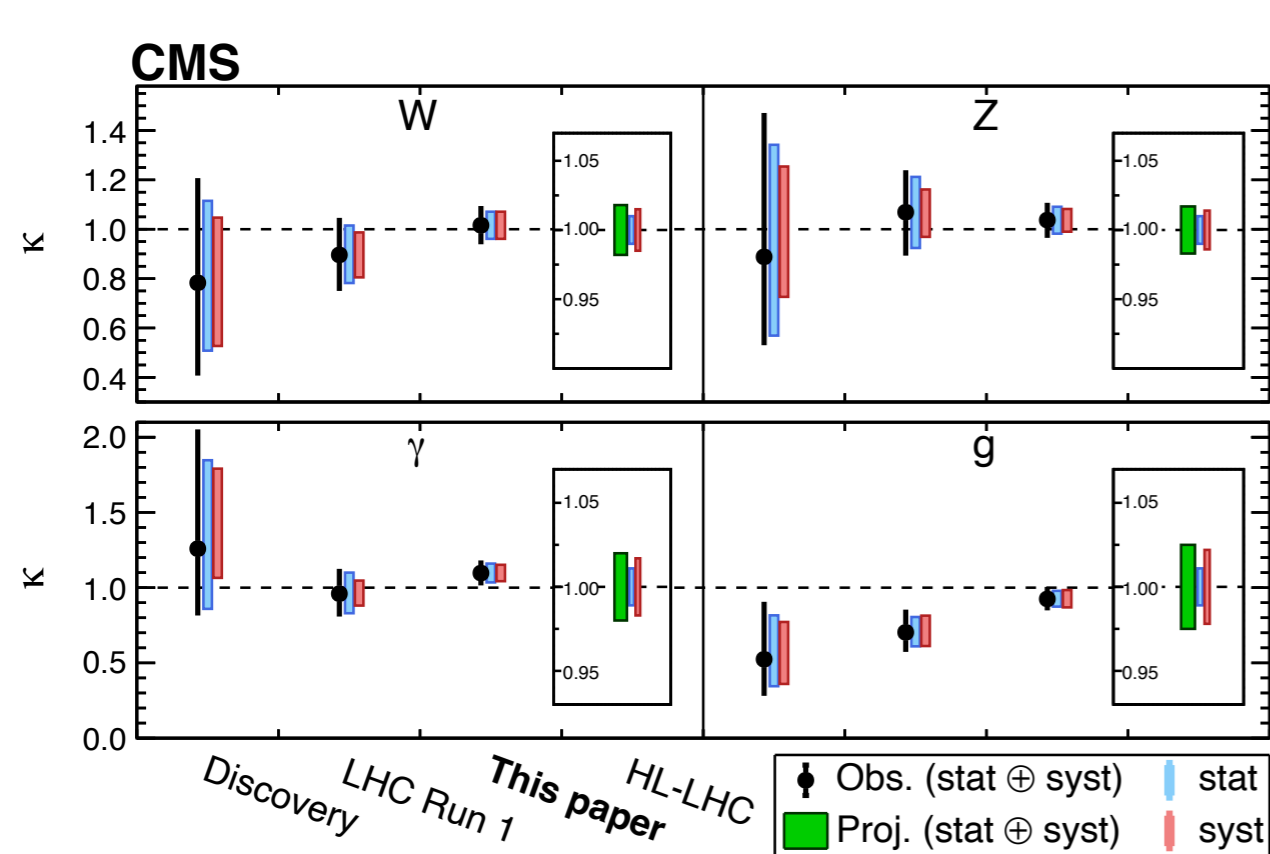 CMS
W
Z
κ
1.4
1.2
1.0
0.8
0.6
0.4
1.05
1.00
0.95
1.05
1.00
0.95
γ
g
κ
2.0
1.5
1.0
0.5
0.0
1.05
1.00
0.95
1.05
1.00
0.95
Discovery
LHC Run 1
This paper
HL-LHC
Obs. (stat ⊕ syst)
stat
Proj. (stat ⊕ syst)
syst